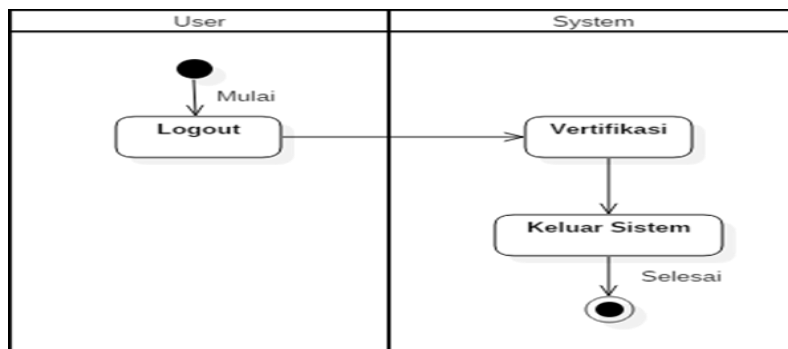 User
System
Mulai
Logout
Vertifikasi
Keluar Sistem
Selesai